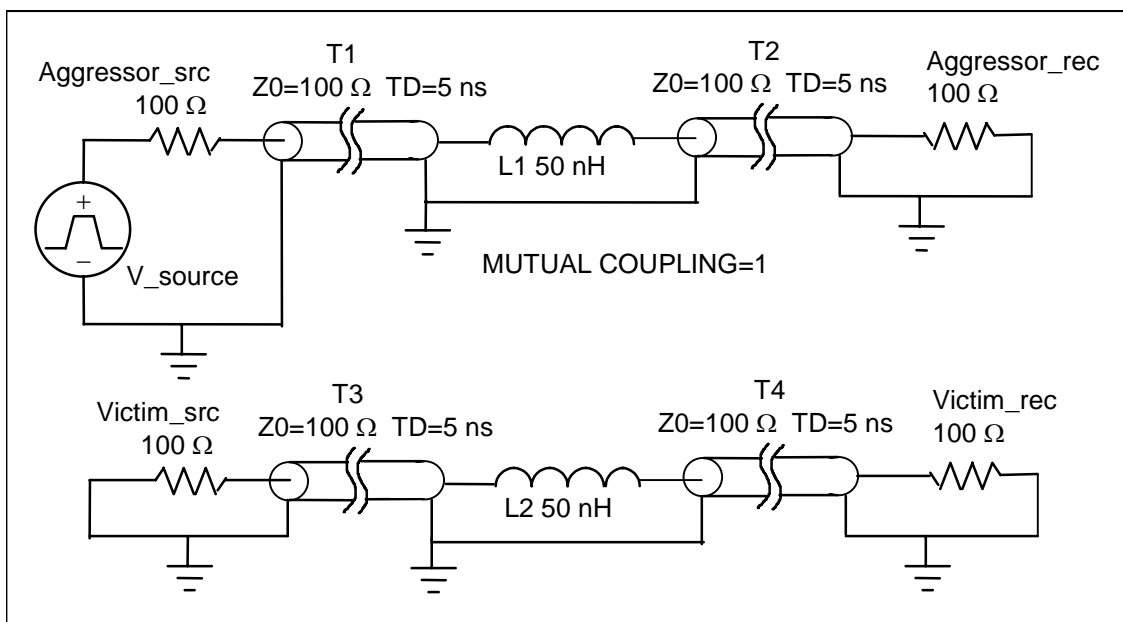 T1
Z0=100 Ω TD=5 ns
Aggressor_src
100 Ω
T2
Z0=100 Ω TD=5 ns
Aggressor_rec
100 Ω
L1 50 nH
+
−
V_source
MUTUAL COUPLING=1
T3
Z0=100 Ω TD=5 ns
Victim_src
100 Ω
T4
Z0=100 Ω TD=5 ns
Victim_rec
100 Ω
L2 50 nH